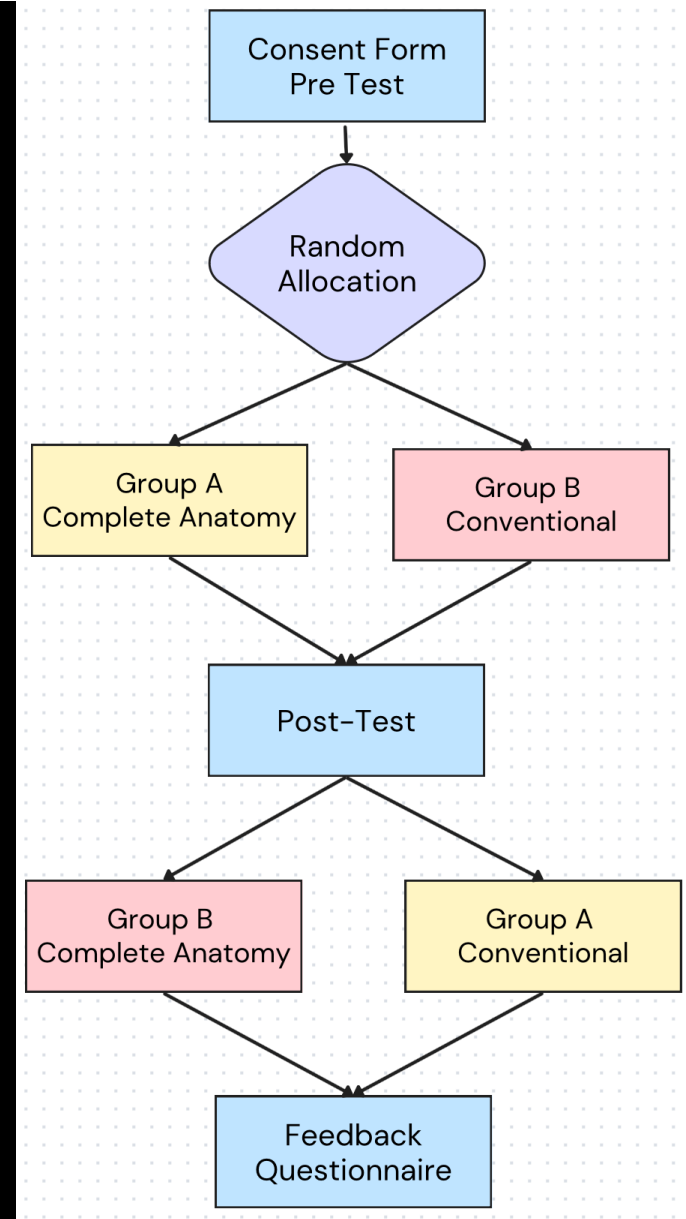 Consent Form
Pre Test
Random
Allocation
Group A
Complete Anatomy
Group B
Conventional
Post-Test
Group B
Complete Anatomy
Group A
Conventional
Feedback
Questionnaire